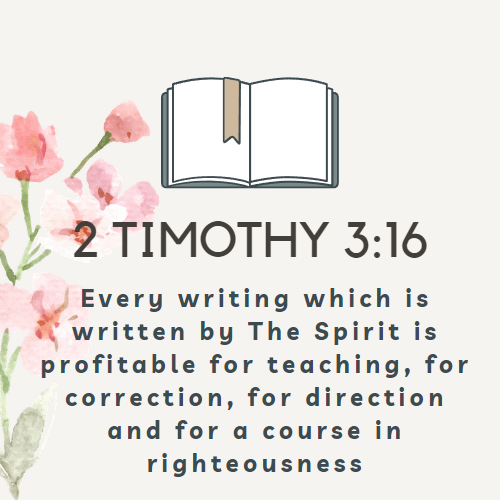 2 TIMOTHY 3:16
Every writing which is
written by The Spirit is
profitable for teaching, for
correction, for direction
and for a course in
righteousness